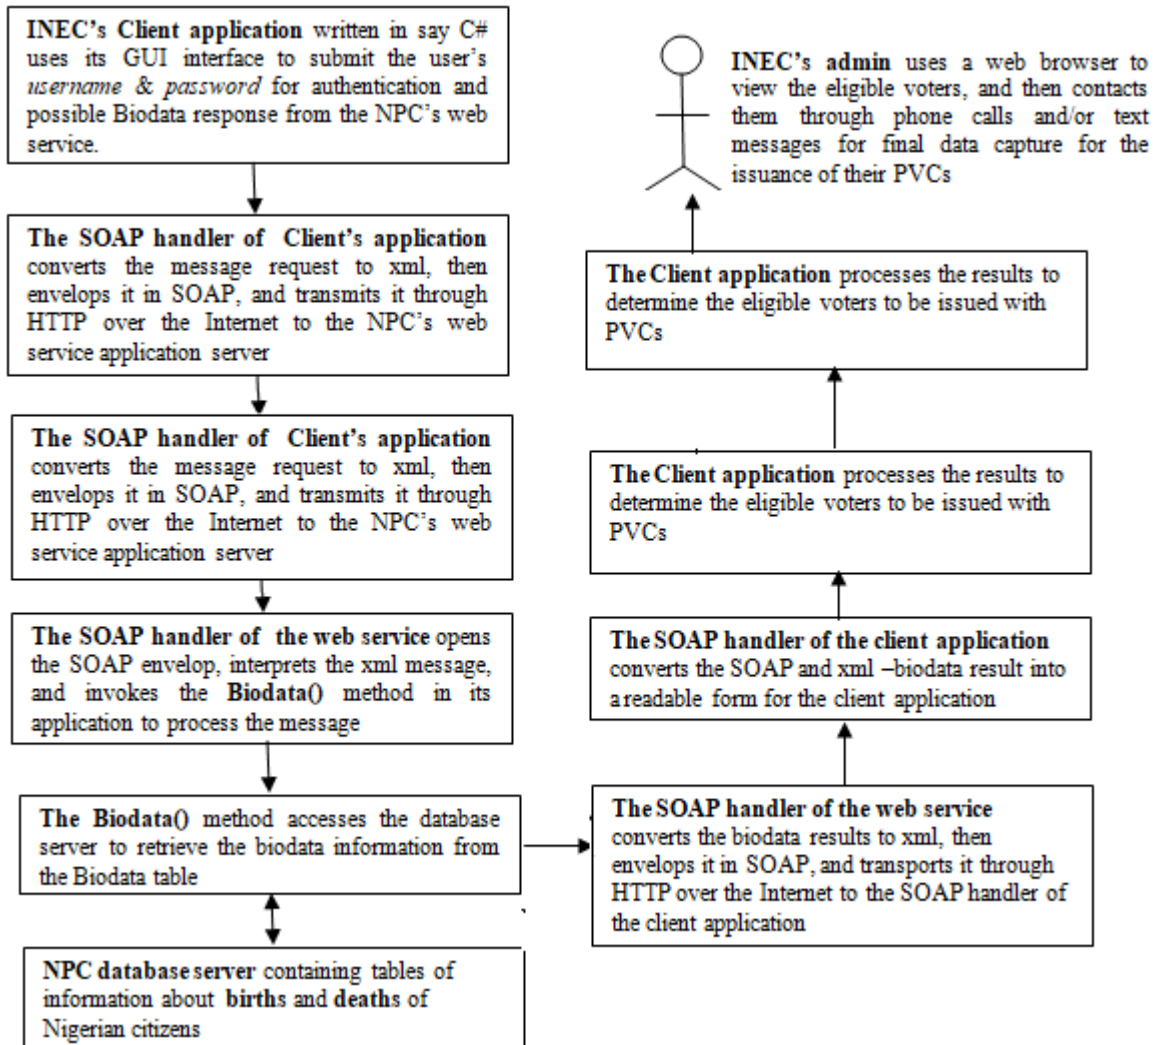 INEC's Client application written in say C#
uses its GUI interface to submit the user's
username & password for authentication and
possible Biodata response from the NPC's web
service.
The SOAP handler of Client's application
converts the message request to xml, then
envelops it in SOAP, and transmits it through
HTTP over the Internet to the NPC's web
service application server
The SOAP handler of Client's application
converts the message request to xml, then
envelops it in SOAP, and transmits it through
HTTP over the Internet to the NPC's web
service application server
The SOAP handler of the web service opens
the SOAP envelop, interprets the xml message,
and invokes the Biodata() method in its
application to process the message
The Biodata() method accesses the database
server to retrieve the biodata information from
the Biodata table
NPC database server containing tables of
information about births and deaths of
Nigerian citizens
The SOAP handler of the web service
converts the biodata results to xml, then
envelops it in SOAP, and transports it through
HTTP over the Internet to the SOAP handler of
the client application
The SOAP handler of the client application
converts the SOAP and xml –biodata result into
a readable form for the client application
The Client application processes the results to
determine the eligible voters to be issued with
PVCs
The Client application processes the results to
determine the eligible voters to be issued with
PVCs
INEC's admin uses a web browser to
view the eligible voters, and then contacts
them through phone calls and/or text
messages for final data capture for the
issuance of their PVCs